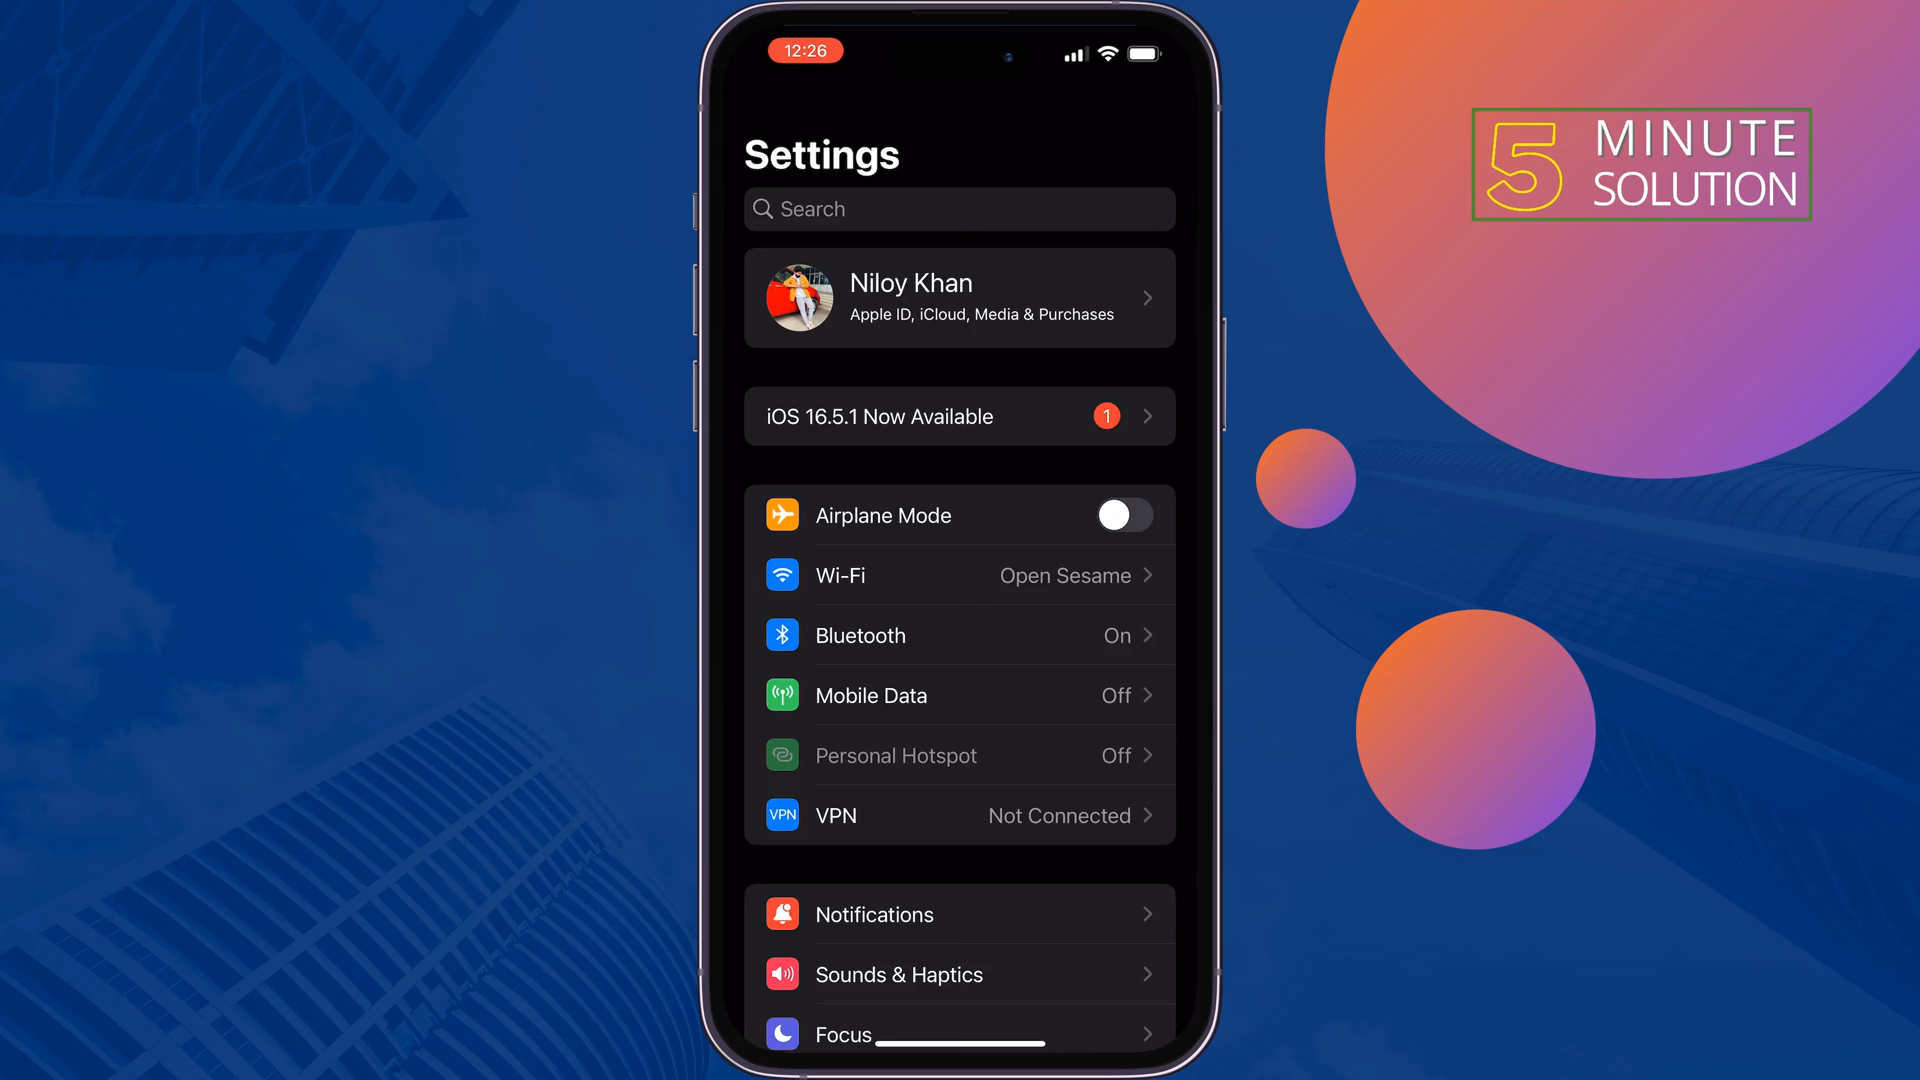 12:26
Settings
Search
Niloy Khan
Apple ID, iCloud, Media & Purchases
iOS 16.5.1 Now Available 1
Airplane Mode
Wi-Fi Open Sesame
Bluetooth On
Mobile Data Off
Personal Hotspot Off
VPN VPN Not Connected
Notifications
Sounds & Haptics
Focus
5 MINUTE
SOLUTION